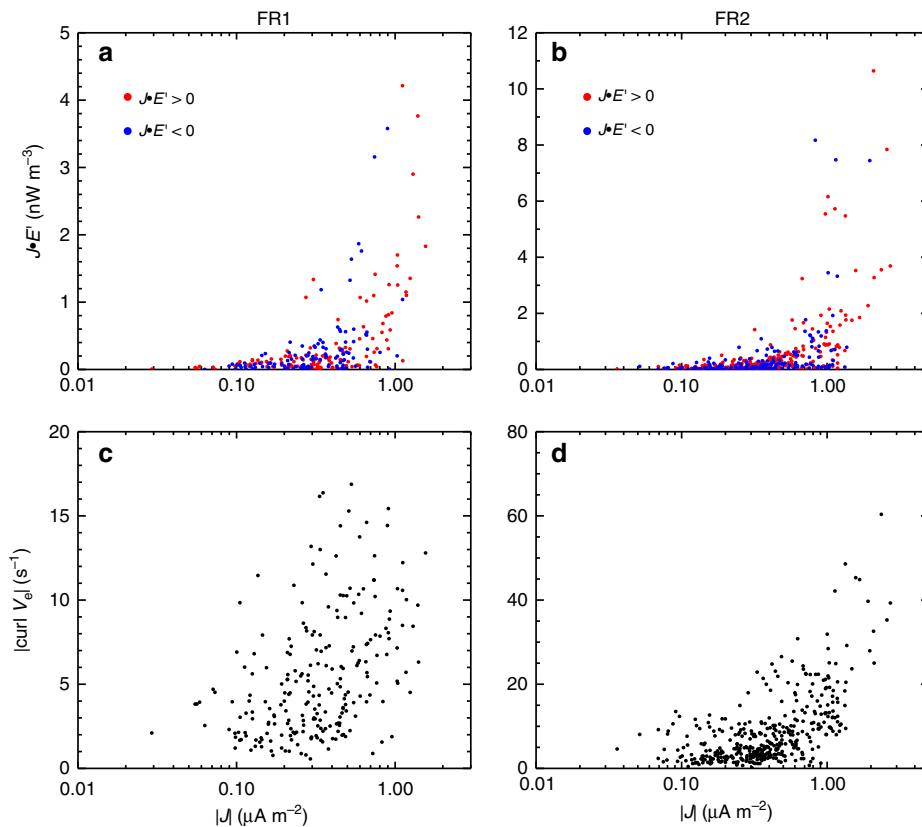 FR1
FR2
a
J•E' > 0
J•E' < 0
5
4
3
2
1
0
J•E' (nW m⁻³)
0.01
0.10
1.00
b
J•E' > 0
J•E' < 0
12
10
8
6
4
2
0
0.01
0.10
1.00
c
20
15
10
5
0
|curl Vₑ| (s⁻¹)
0.01
0.10
1.00
|J| (μA m⁻²)
d
80
60
40
20
0
0.01
0.10
1.00
|J| (μA m⁻²)